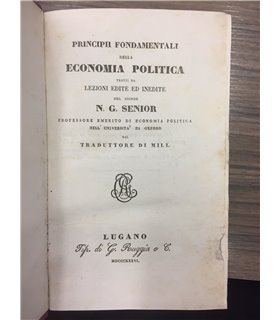 PRINCIPII FONDAMENTALI
DELLA
ECONOMIA POLITICA
TRATTI DA
LEZIONI EDITE ED INEDITE
DEL SIGNOR
N. G. SENIOR
PROFESSORE EMERITO DI ECONOMIA POLITICA
NELL'UNIVERSITA' DI OXFORD
DAL
TRADUTTORE DI MILL.
LUGANO
Tip. di G. Ruggia e C.
MDCCCXXXVI.